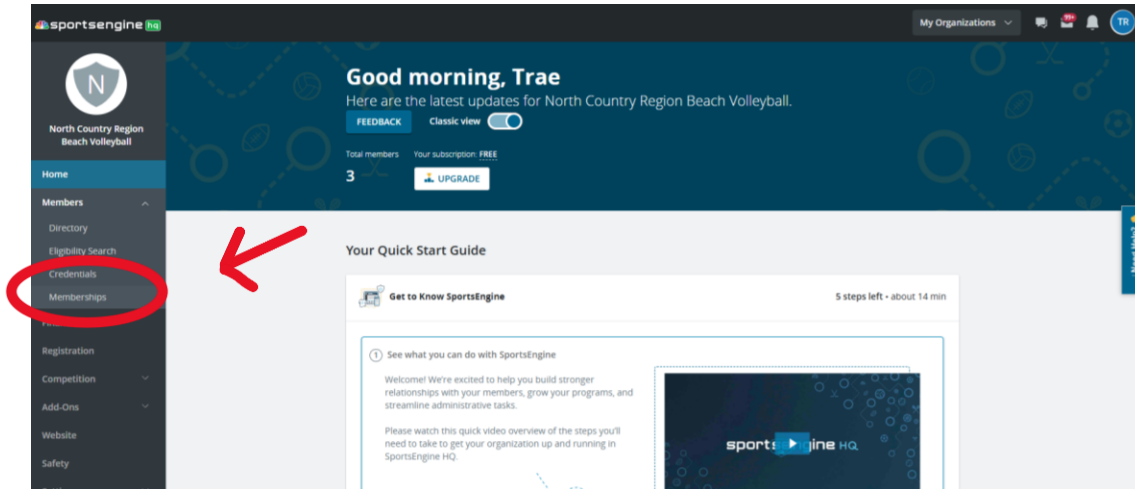 sportsengine hq
My Organizations
99+
TR
N
North Country Region
Beach Volleyball
Home
Members
Directory
Eligibility Search
Credentials
Memberships
Registration
Competition
Add-Ons
Website
Safety
Good morning, Trae
Here are the latest updates for North Country Region Beach Volleyball.
FEEDBACK
Classic view
Total members
Your subscription: FREE
3
UPGRADE
Need Help?
Your Quick Start Guide
Get to Know SportsEngine
5 steps left • about 14 min
1 See what you can do with SportsEngine
Welcome! We're excited to help you build stronger
relationships with your members, grow your programs, and
streamline administrative tasks.
Please watch this quick video overview of the steps you'll
need to take to get your organization up and running in
SportsEngine HQ.
HQ